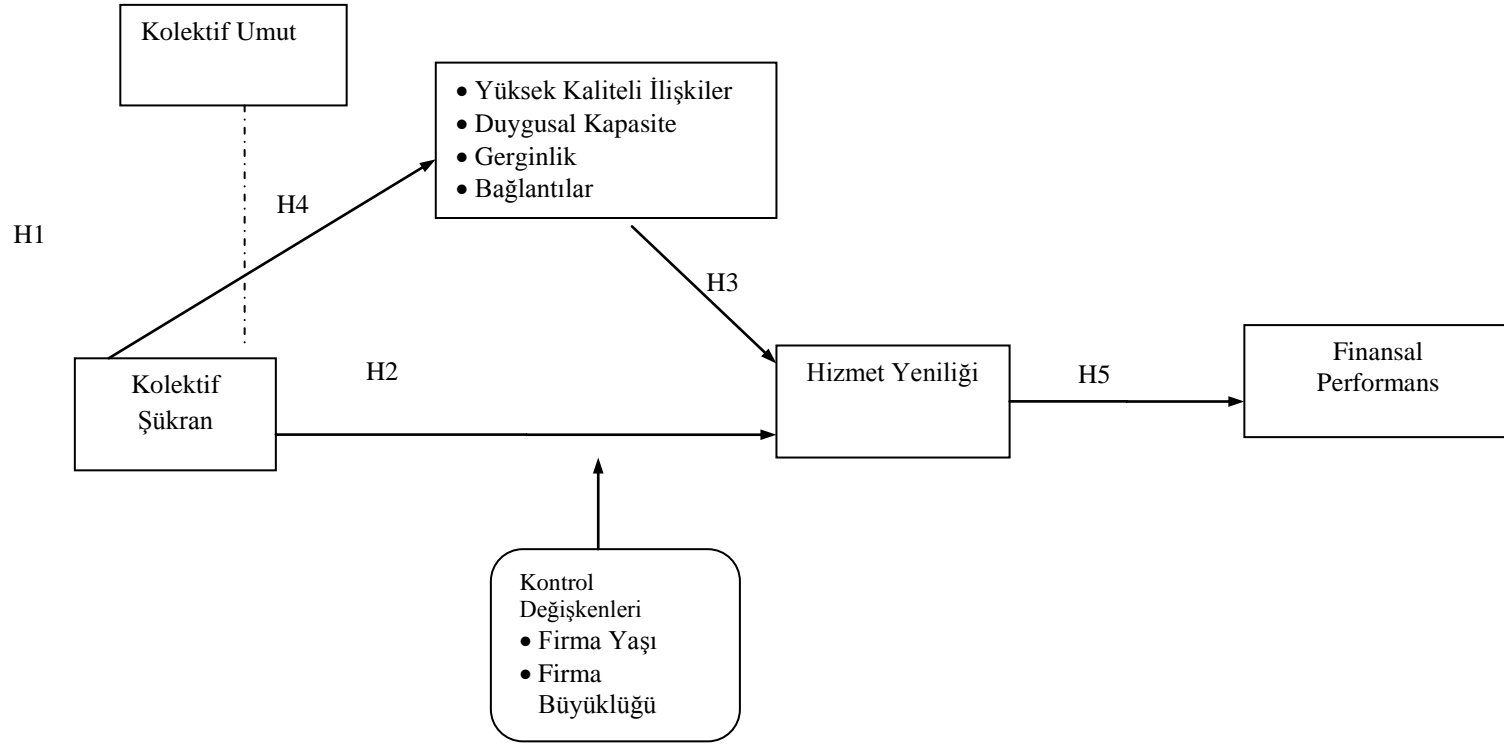 Kolektif Umut
• Yüksek Kaliteli İlişkiler
• Duygusal Kapasite
• Gerginlik
• Bağlantılar
H4
H1
H3
Kolektif
Şükran
H2
Hizmet Yeniliği
H5
Finansal
Performans
Kontrol
Değişkenleri
• Firma Yaşı
• Firma
Büyüklüğü